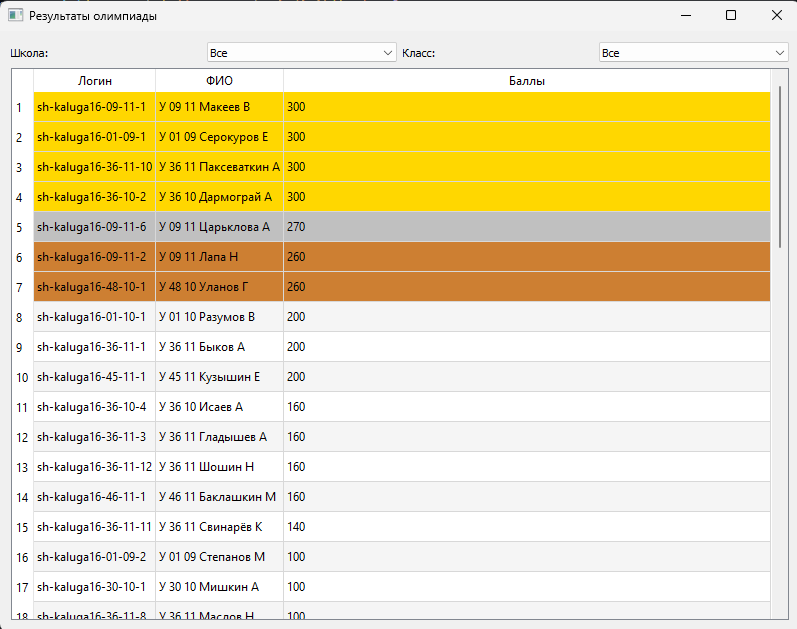 Результаты олимпиады
Школа: Все Класс: Все
Логин ФИО Баллы
1 sh-kaluga16-09-11-1 У 09 11 Макеев В 300
2 sh-kaluga16-01-09-1 У 01 09 Серокуров Е 300
3 sh-kaluga16-36-11-10 У 36 11 Паксеваткин А 300
4 sh-kaluga16-36-10-2 У 36 10 Дармограй А 300
5 sh-kaluga16-09-11-6 У 09 11 Царьклова А 270
6 sh-kaluga16-09-11-2 У 09 11 Лапа Н 260
7 sh-kaluga16-48-10-1 У 48 10 Уланов Г 260
8 sh-kaluga16-01-10-1 У 01 10 Разумов В 200
9 sh-kaluga16-36-11-1 У 36 11 Быков А 200
10 sh-kaluga16-45-11-1 У 45 11 Кузышин Е 200
11 sh-kaluga16-36-10-4 У 36 10 Исаев А 160
12 sh-kaluga16-36-11-3 У 36 11 Гладышев А 160
13 sh-kaluga16-36-11-12 У 36 11 Шошин Н 160
14 sh-kaluga16-46-11-1 У 46 11 Баклашкин М 160
15 sh-kaluga16-36-11-11 У 36 11 Свинарёв К 140
16 sh-kaluga16-01-09-2 У 01 09 Степанов М 100
17 sh-kaluga16-30-10-1 У 30 10 Мишкин А 100
18 sh-kaluga16-36-11-8 У 36 11 Маслов Н 100